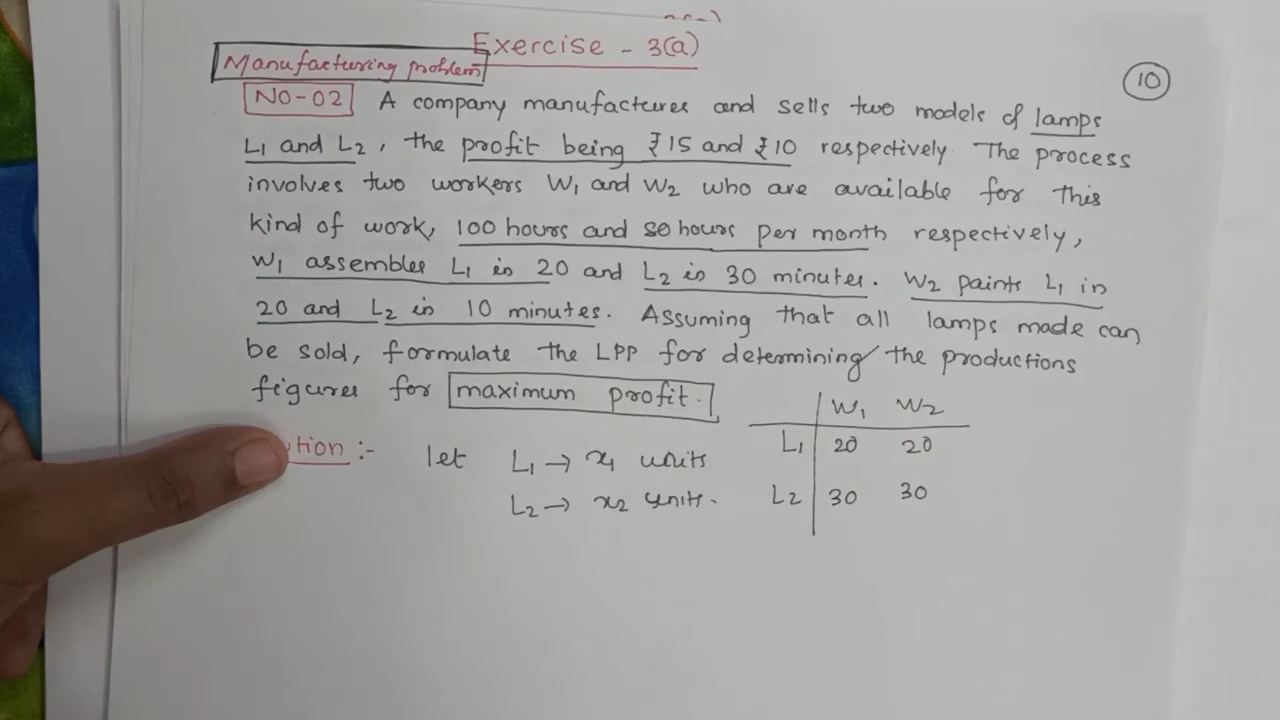 Exercise - 3(a)
Manufacturing problem
10
NO-02 A company manufactures and sells two models of lamps
L1 and L2, the profit being ₹15 and ₹10 respectively. The process
involves two workers W1 and W2 who are available for this
kind of work, 100 hours and 80 hours per month respectively,
W1 assembles L1 in 20 and L2 in 30 minutes. W2 paints L1 in
20 and L2 in 10 minutes. Assuming that all lamps made can
be sold, formulate the LPP for determining the productions
figures for maximum profit.
W1 W2
L1 20 20
L2 30 30
tion :- let L1 → x1 units
L2 → x2 units.